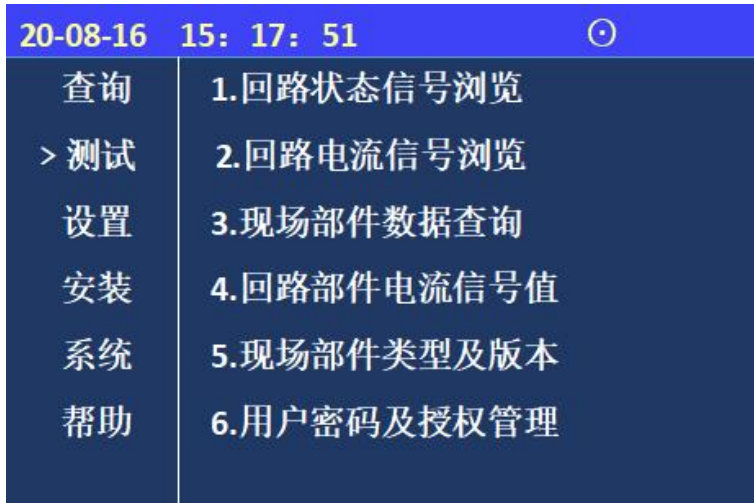 20-08-16 15：17：51 ⊙
查询 1.回路状态信号浏览
> 测试 2.回路电流信号浏览
设置 3.现场部件数据查询
安装 4.回路部件电流信号值
系统 5.现场部件类型及版本
帮助 6.用户密码及授权管理